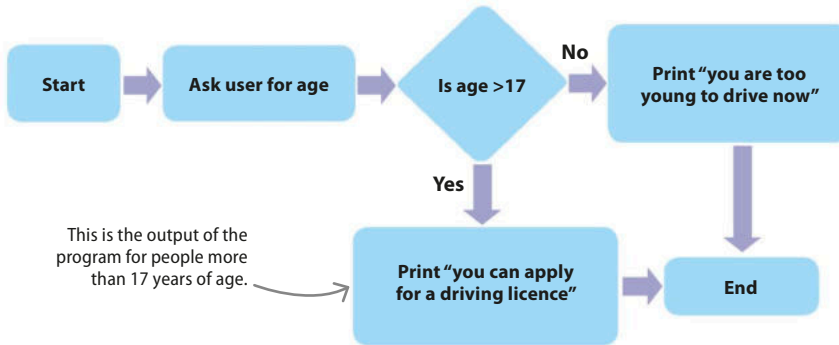 Start
Ask user for age
Is age >17
No
Print “you are too
young to drive now”
Yes
This is the output of the
program for people more
than 17 years of age.
Print “you can apply
for a driving licence”
End